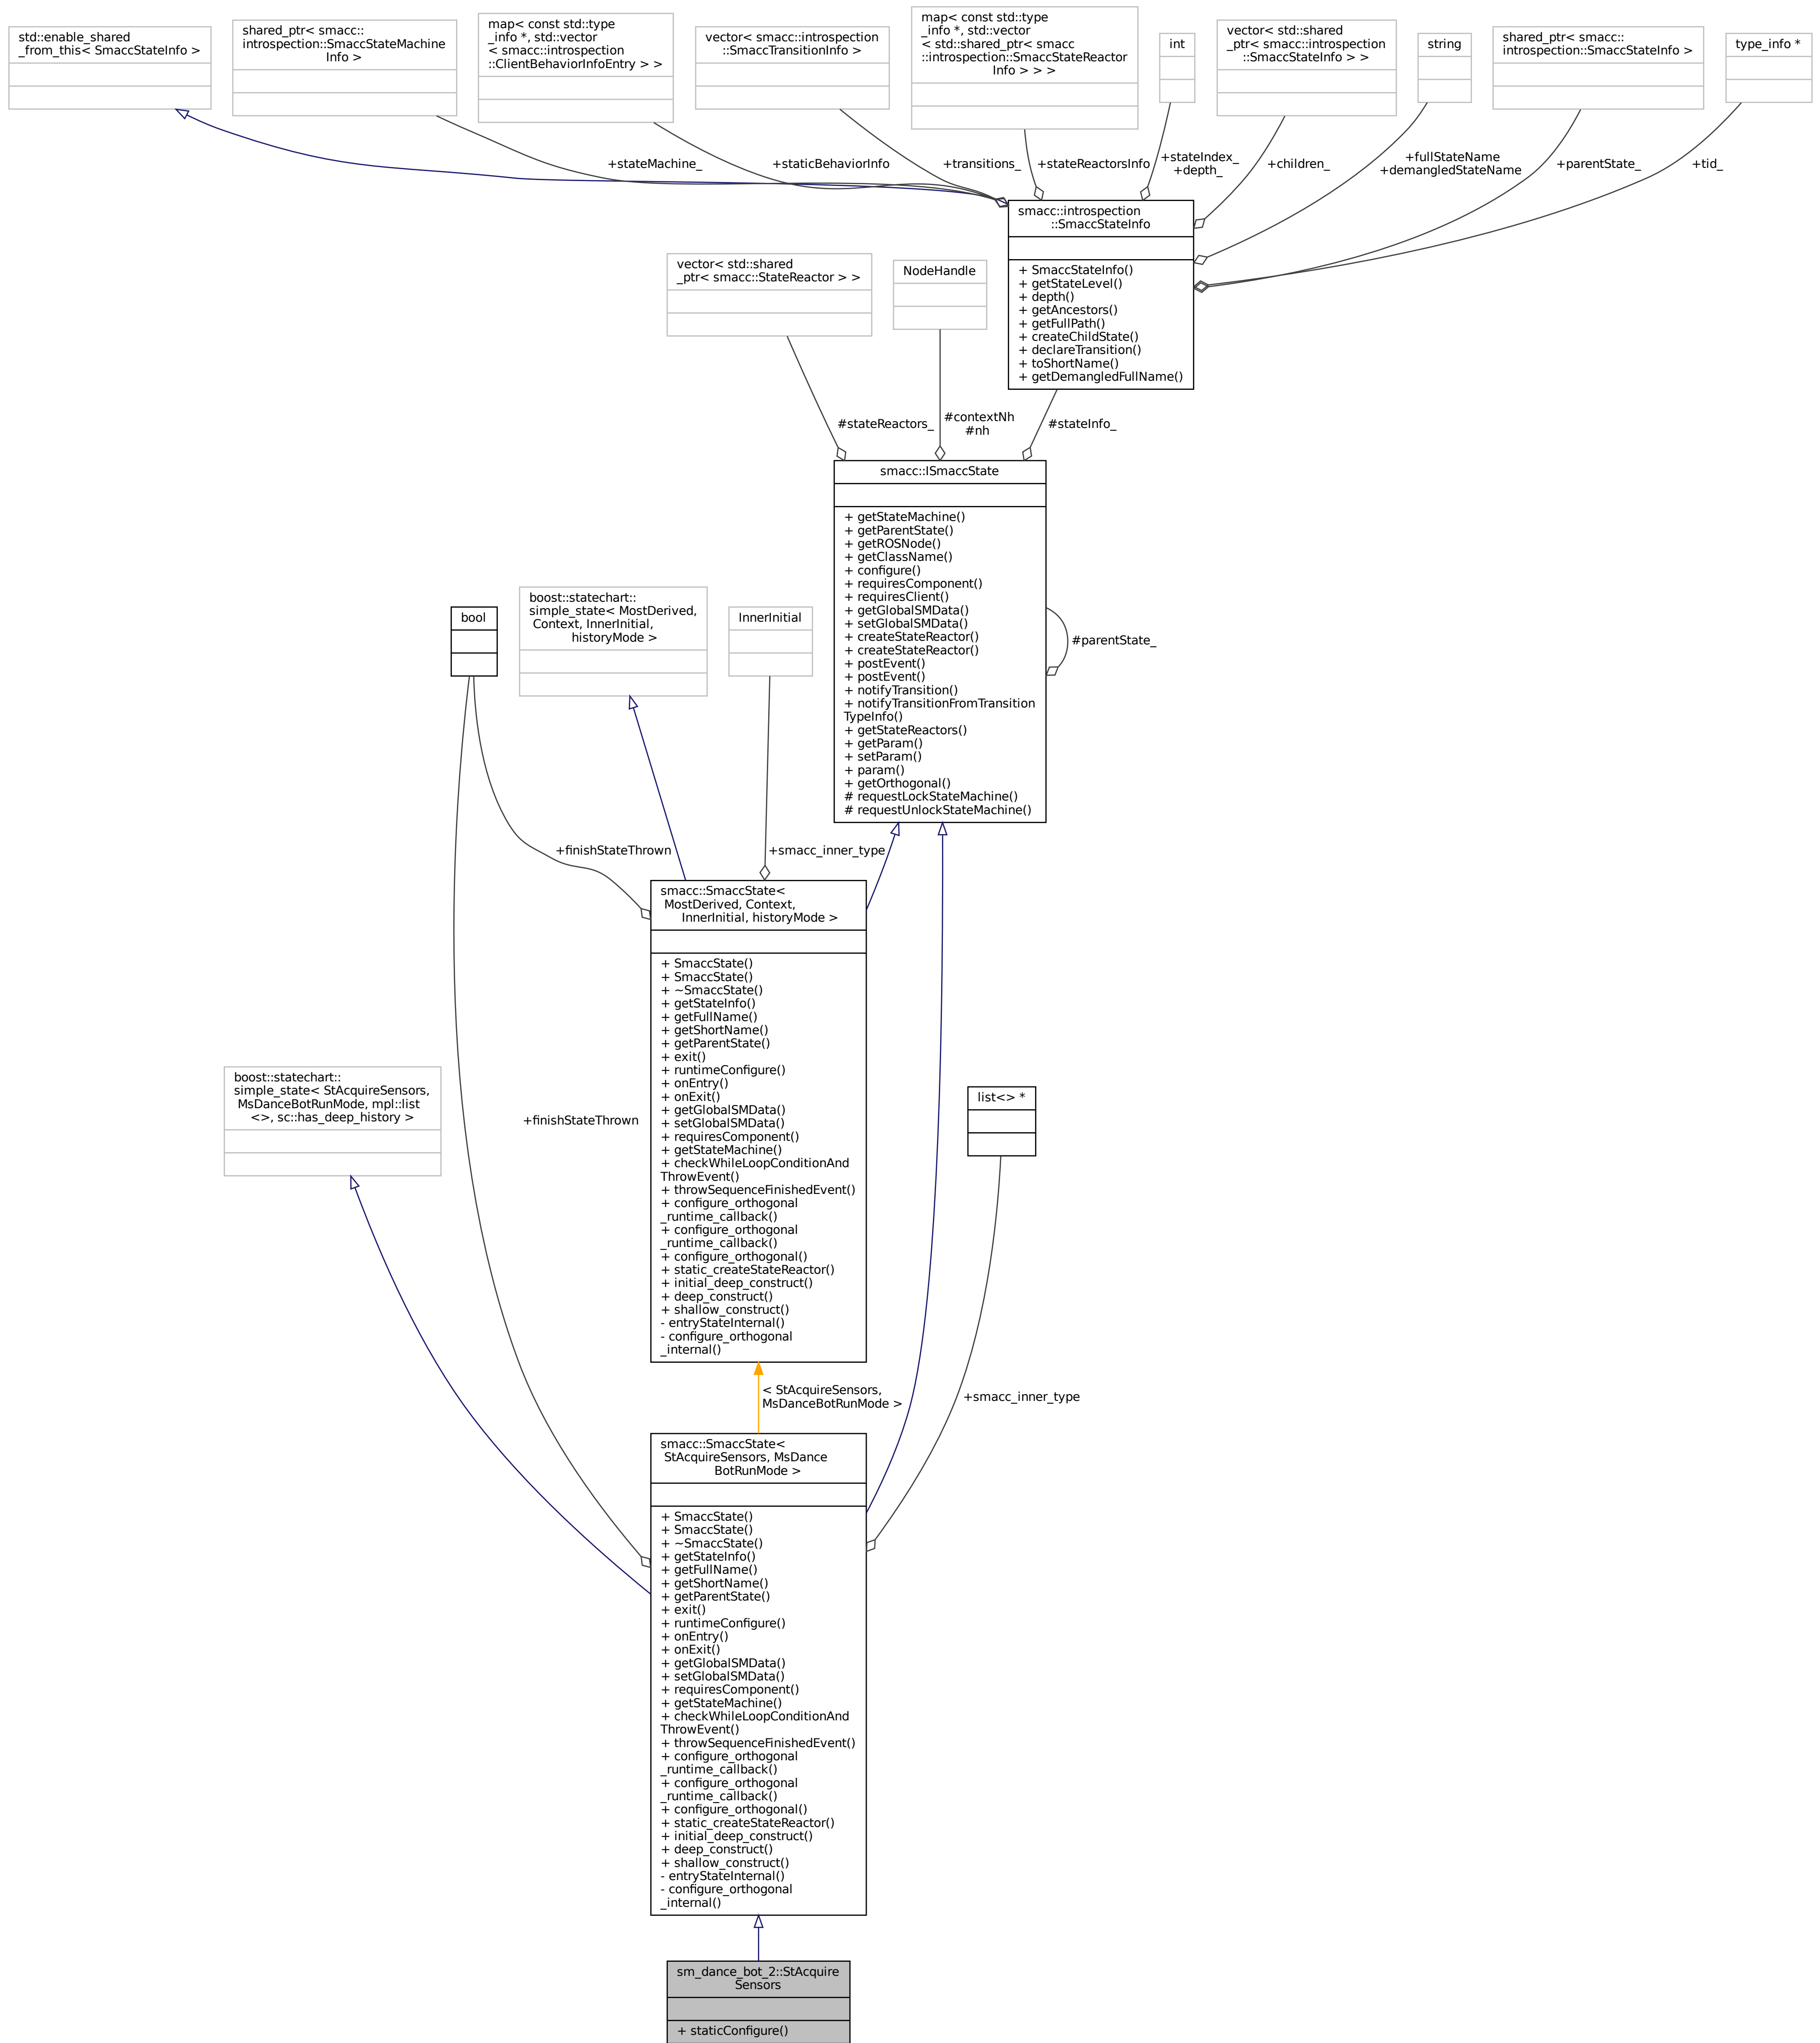 std::enable_shared
_from_this< SmaccStateInfo >
shared_ptr< smacc::
introspection::SmaccStateMachine
Info >
map< const std::type
_info *, std::vector
< smacc::introspection
::ClientBehaviorInfoEntry > >
vector< smacc::introspection
::SmaccTransitionInfo >
map< const std::type
_info *, std::vector
< std::shared_ptr< smacc
::introspection::SmaccStateReactor
Info > > >
int
vector< std::shared
_ptr< smacc::introspection
::SmaccStateInfo > >
string
shared_ptr< smacc::
introspection::SmaccStateInfo >
type_info *
+stateMachine_
+staticBehaviorInfo
+transitions_
+stateReactorsInfo
+stateIndex_
+depth_
+children_
+fullStateName
+demangledStateName
+parentState_
+tid_
smacc::introspection
::SmaccStateInfo
+ SmaccStateInfo()
+ getStateLevel()
+ depth()
+ getAncestors()
+ getFullPath()
+ createChildState()
+ declareTransition()
+ toShortName()
+ getDemangledFullName()
vector< std::shared
_ptr< smacc::StateReactor > >
NodeHandle
#stateReactors_
#contextNh
#nh
#stateInfo_
smacc::ISmaccState
+ getStateMachine()
+ getParentState()
+ getROSNode()
+ getClassName()
+ configure()
+ requiresComponent()
+ requiresClient()
+ getGlobalSMData()
+ setGlobalSMData()
+ createStateReactor()
+ createStateReactor()
+ postEvent()
+ postEvent()
+ notifyTransition()
+ notifyTransitionFromTransition
TypeInfo()
+ getStateReactors()
+ getParam()
+ setParam()
+ param()
+ getOrthogonal()
# requestLockStateMachine()
# requestUnlockStateMachine()
#parentState_
bool
boost::statechart::
simple_state< MostDerived,
Context, InnerInitial,
historyMode >
InnerInitial
+finishStateThrown
+smacc_inner_type
smacc::SmaccState<
MostDerived, Context,
InnerInitial, historyMode >
+ SmaccState()
+ SmaccState()
+ ~SmaccState()
+ getStateInfo()
+ getFullName()
+ getShortName()
+ getParentState()
+ exit()
+ runtimeConfigure()
+ onEntry()
+ onExit()
+ getGlobalSMData()
+ setGlobalSMData()
+ requiresComponent()
+ getStateMachine()
+ checkWhileLoopConditionAnd
ThrowEvent()
+ throwSequenceFinishedEvent()
+ configure_orthogonal
_runtime_callback()
+ configure_orthogonal
_runtime_callback()
+ configure_orthogonal()
+ static_createStateReactor()
+ initial_deep_construct()
+ deep_construct()
+ shallow_construct()
- entryStateInternal()
- configure_orthogonal
_internal()
boost::statechart::
simple_state< StAcquireSensors,
MsDanceBotRunMode, mpl::list
<>, sc::has_deep_history >
+finishStateThrown
list<> *
< StAcquireSensors,
MsDanceBotRunMode >
+smacc_inner_type
smacc::SmaccState<
StAcquireSensors, MsDance
BotRunMode >
+ SmaccState()
+ SmaccState()
+ ~SmaccState()
+ getStateInfo()
+ getFullName()
+ getShortName()
+ getParentState()
+ exit()
+ runtimeConfigure()
+ onEntry()
+ onExit()
+ getGlobalSMData()
+ setGlobalSMData()
+ requiresComponent()
+ getStateMachine()
+ checkWhileLoopConditionAnd
ThrowEvent()
+ throwSequenceFinishedEvent()
+ configure_orthogonal
_runtime_callback()
+ configure_orthogonal
_runtime_callback()
+ configure_orthogonal()
+ static_createStateReactor()
+ initial_deep_construct()
+ deep_construct()
+ shallow_construct()
- entryStateInternal()
- configure_orthogonal
_internal()
sm_dance_bot_2::StAcquire
Sensors
+ staticConfigure()